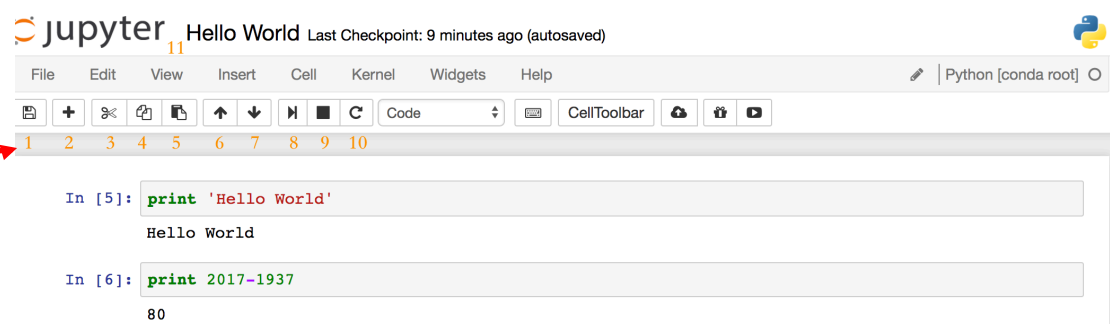 jupyter 11 Hello World Last Checkpoint: 9 minutes ago (autosaved)
File Edit View Insert Cell Kernel Widgets Help Python [conda root]
Code CellToolbar
1 2 3 4 5 6 7 8 9 10
In [5]: print 'Hello World'
Hello World
In [6]: print 2017-1937
80